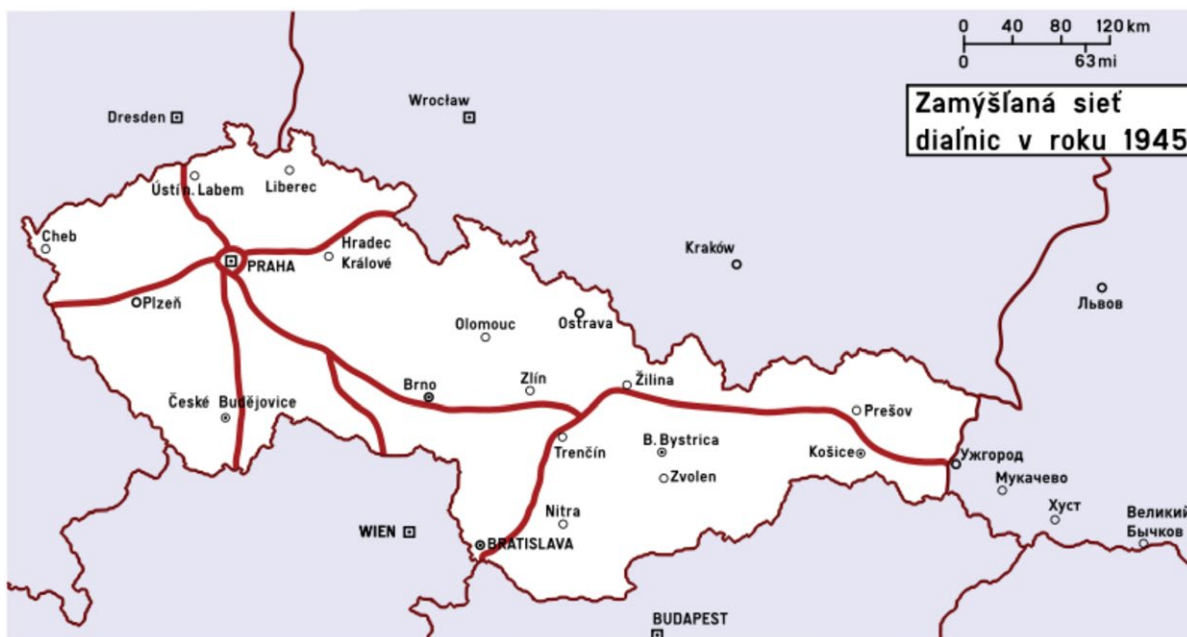 0 40 80 120 km
0 63 mi
Zamýšľaná sieť
diaľnic v roku 1945
Wrocław
Dresden
Ústí n. Labem
Liberec
Cheb
Hradec
Králové
PRAHA
Kraków
Львов
Plzeň
Olomouc
Ostrava
České Budějovice
Brno
Zlín
Žilina
Prešov
Trenčín
B. Bystrica
Košice
Ужгород
Zvolen
Мукачево
Nitra
Хуст
Великий
Бычков
WIEN
BRATISLAVA
BUDAPEST